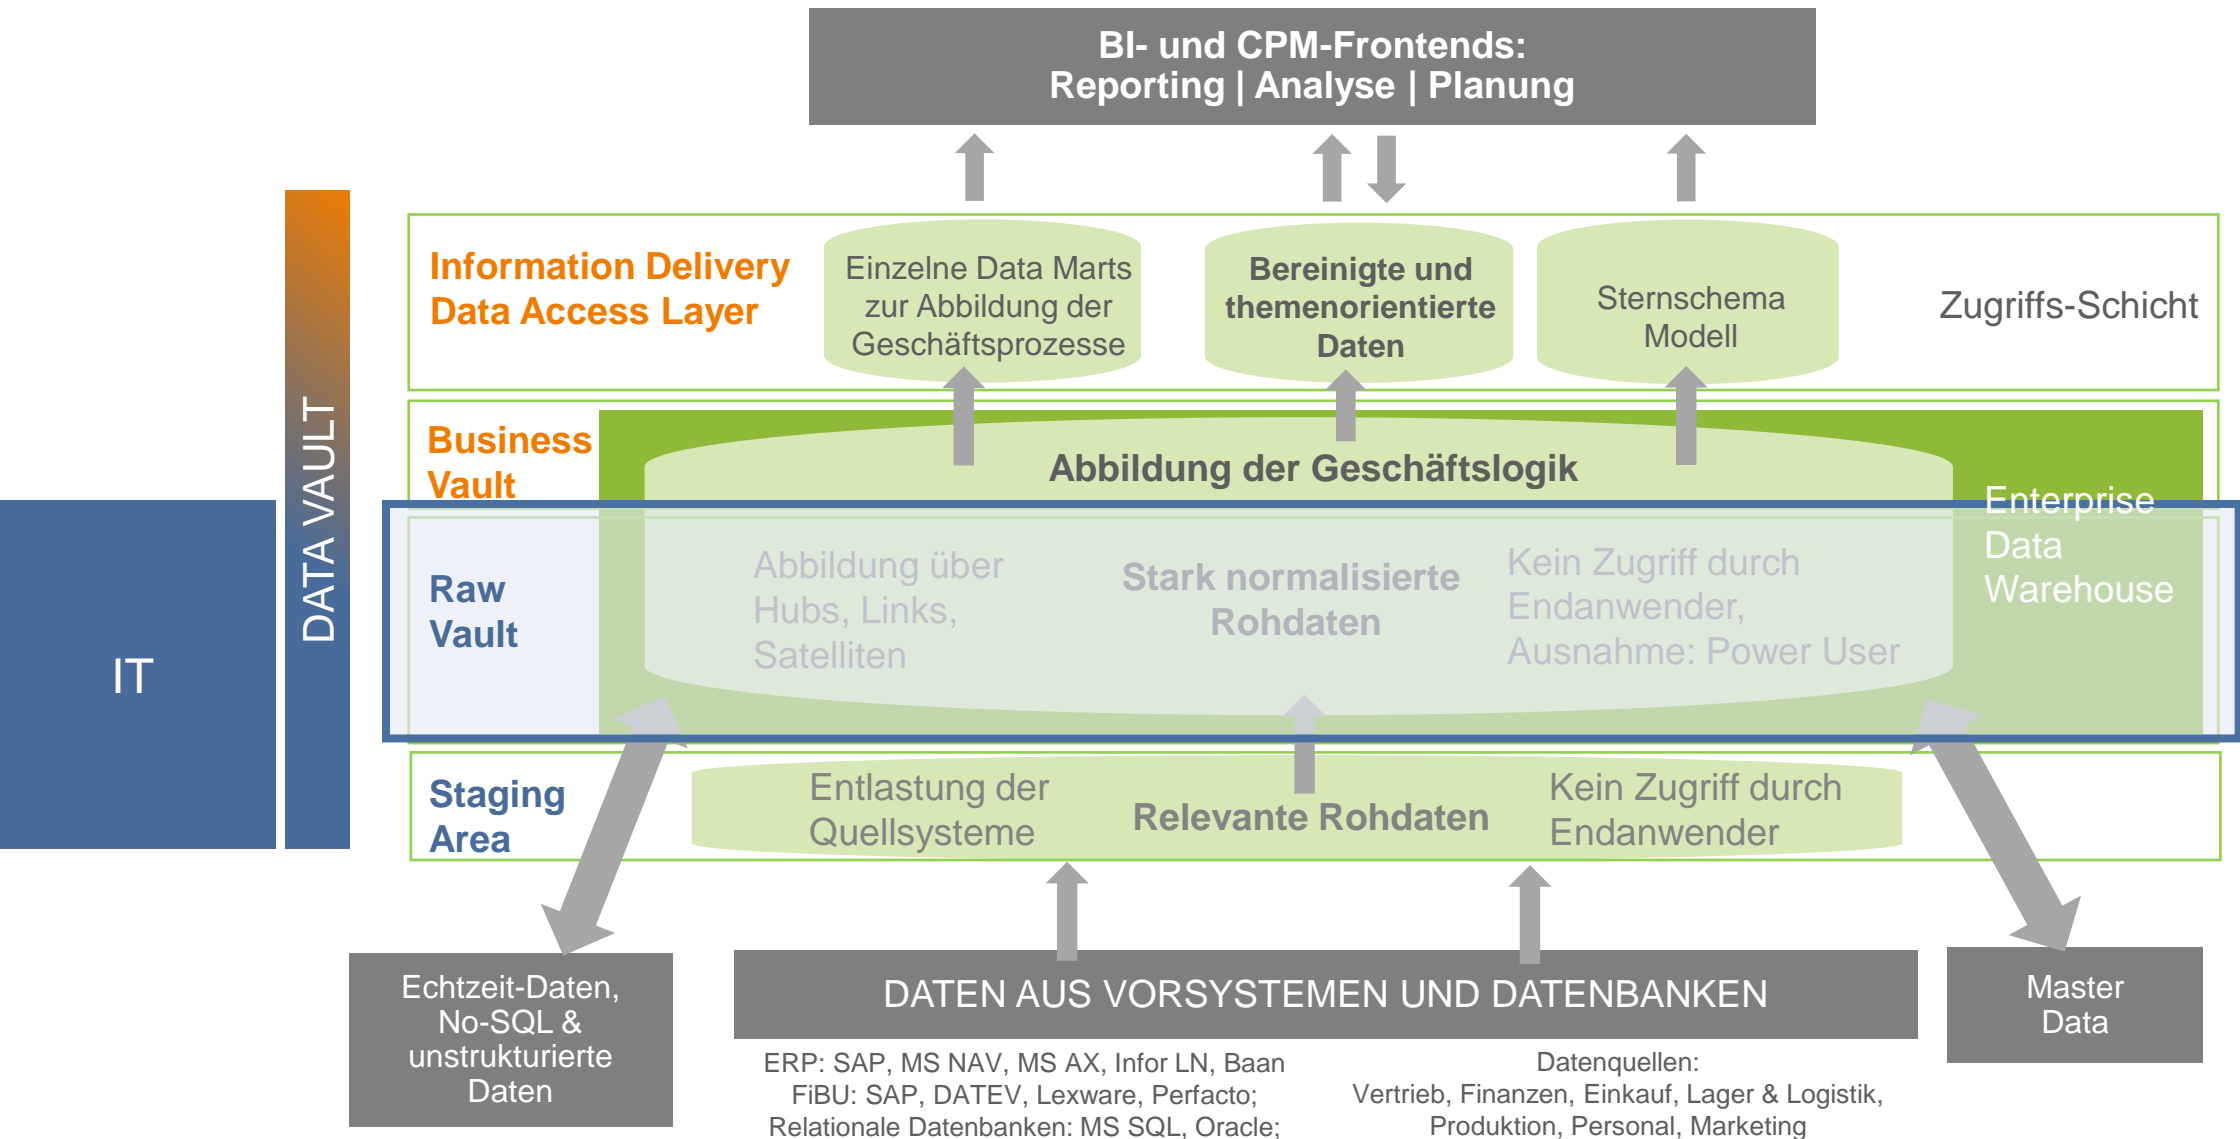 BI- und CPM-Frontends:
Reporting | Analyse | Planung
Information Delivery
Data Access Layer
Einzelne Data Marts
zur Abbildung der
Geschäftsprozesse
Bereinigte und
themenorientierte
Daten
Sternschema
Modell
Zugriffs-Schicht
DATA VAULT
Business
Vault
Abbildung der Geschäftslogik
Enterprise
Data
Warehouse
IT
Raw
Vault
Abbildung über
Hubs, Links,
Satelliten
Stark normalisierte
Rohdaten
Kein Zugriff durch
Endanwender,
Ausnahme: Power User
Staging
Area
Entlastung der
Quellsysteme
Relevante Rohdaten
Kein Zugriff durch
Endanwender
Echtzeit-Daten,
No-SQL &
unstrukturierte
Daten
DATEN AUS VORSYSTEMEN UND DATENBANKEN
Master
Data
ERP: SAP, MS NAV, MS AX, Infor LN, Baan
FiBU: SAP, DATEV, Lexware, Perfacto;
Relationale Datenbanken: MS SQL, Oracle;
Datenquellen:
Vertrieb, Finanzen, Einkauf, Lager & Logistik,
Produktion, Personal, Marketing